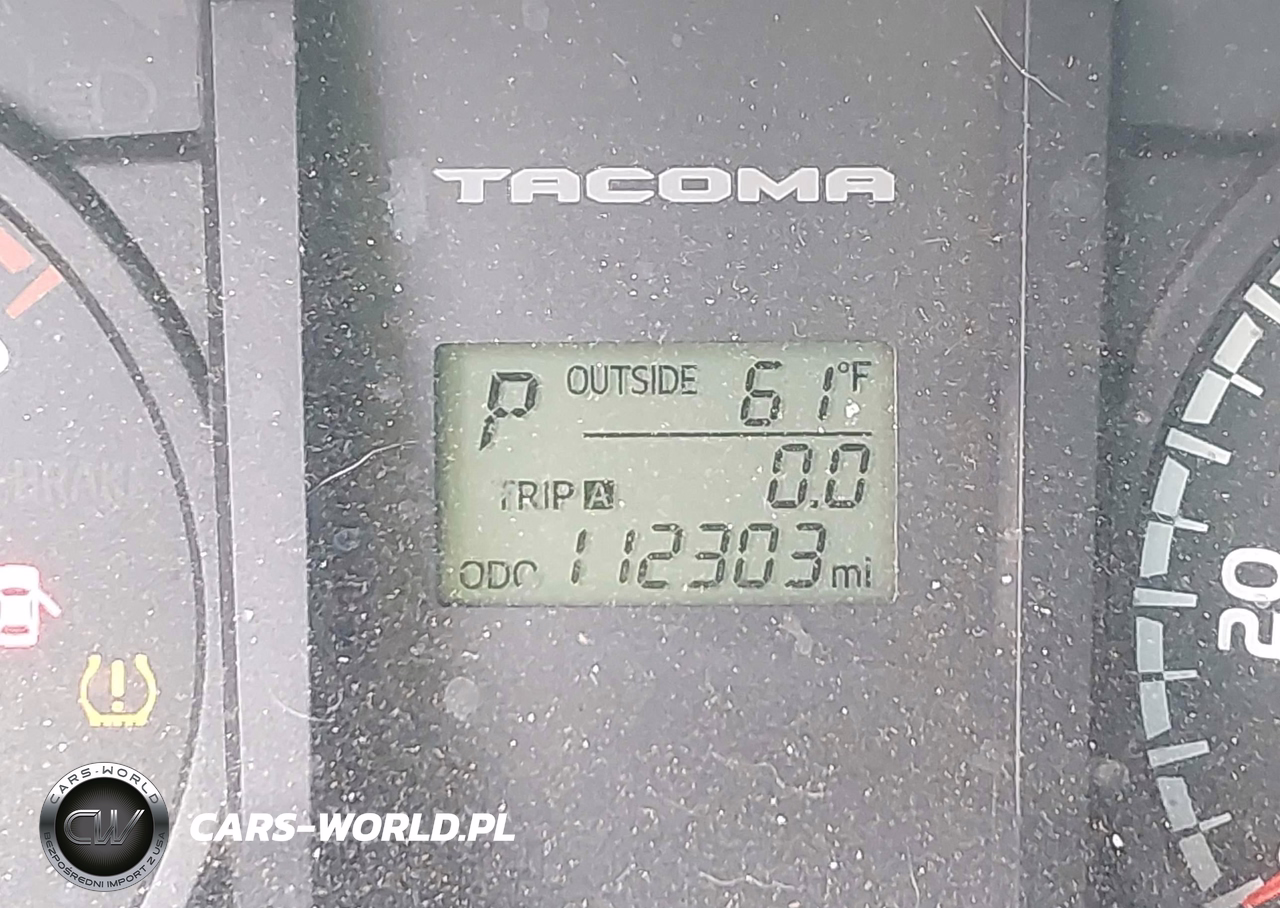 TACOMA
P OUTSIDE 61°F
0.0
TRIP A
ODO 112303 mi
BRAKE
20
CARS-WORLD
CW
BEZPOŚREDNI IMPORT Z USA
CARS-WORLD.PL